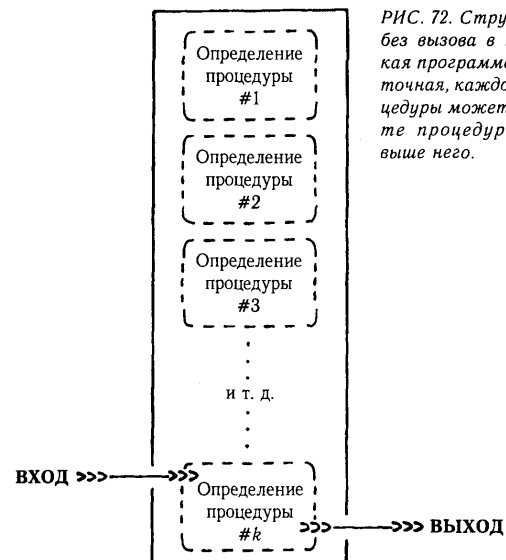 Определение
процедуры
#1
Определение
процедуры
#2
Определение
процедуры
#3
и т. д.
ВХОД >>>
>>>
Определение
процедуры
#k
>>>
>>> ВЫХОД
РИС. 72.
без вызова в
кая программ
точная, каждо
цедуры может
те процедур
выше него.